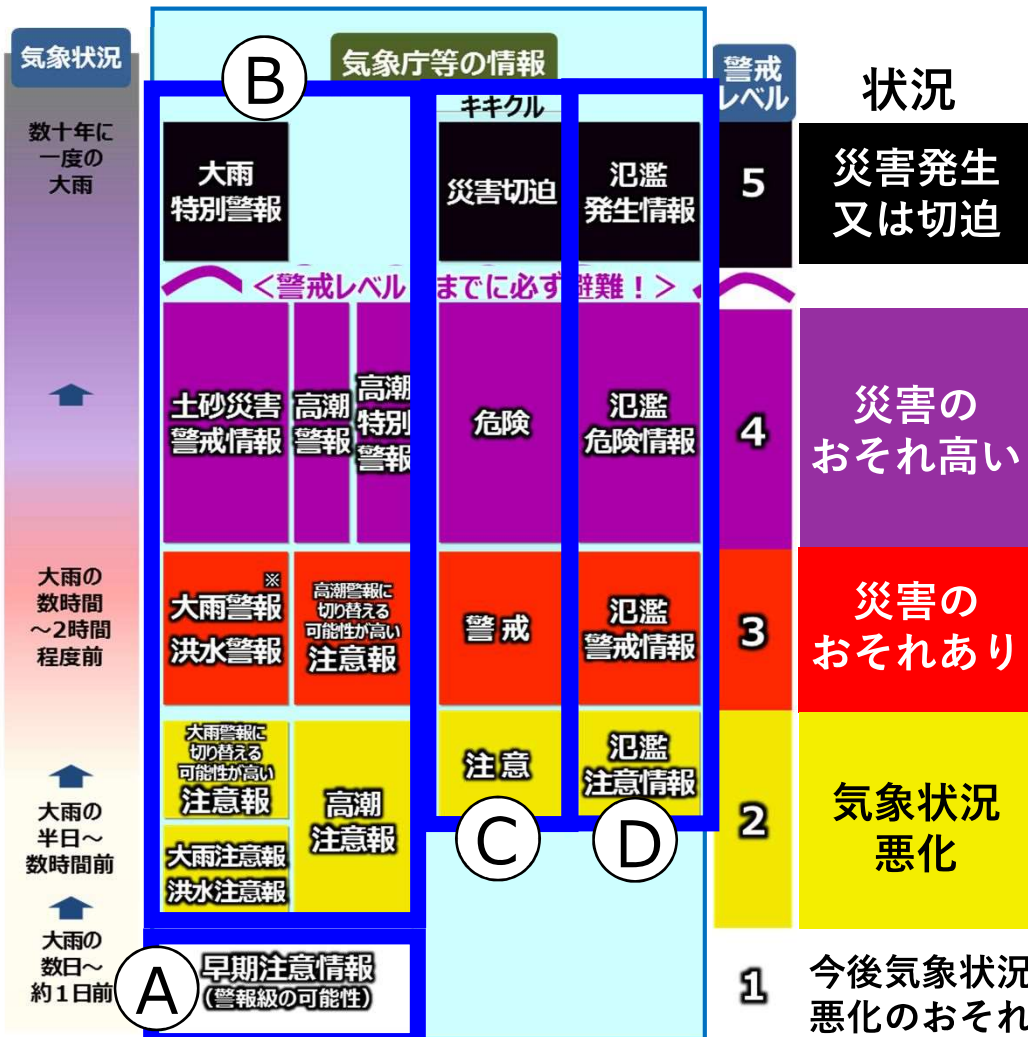 気象状況
気象庁等の情報
警戒
レベル
状況
B
キキクル
数十年に
一度の
大雨
大雨
特別警報
災害切迫
氾濫
発生情報
5
災害発生
又は切迫
<警戒レベル
までに必ず避難！>
土砂災害
警戒情報
高潮
警報
高潮
特別
警報
危険
氾濫
危険情報
4
災害の
おそれ高い
大雨の
数時間
～2時間
程度前
※
大雨警報
洪水警報
高潮警報に
切り替える
可能性が高い
注意報
警戒
氾濫
警戒情報
3
災害の
おそれあり
大雨の
半日～
数時間前
大雨警報に
切り替える
可能性が高い
注意報
大雨注意報
洪水注意報
高潮
注意報
注意
C
氾濫
注意情報
D
2
気象状況
悪化
大雨の
数日～
約1日前
A
早期注意情報
(警報級の可能性)
1
今後気象状況
悪化のおそれ